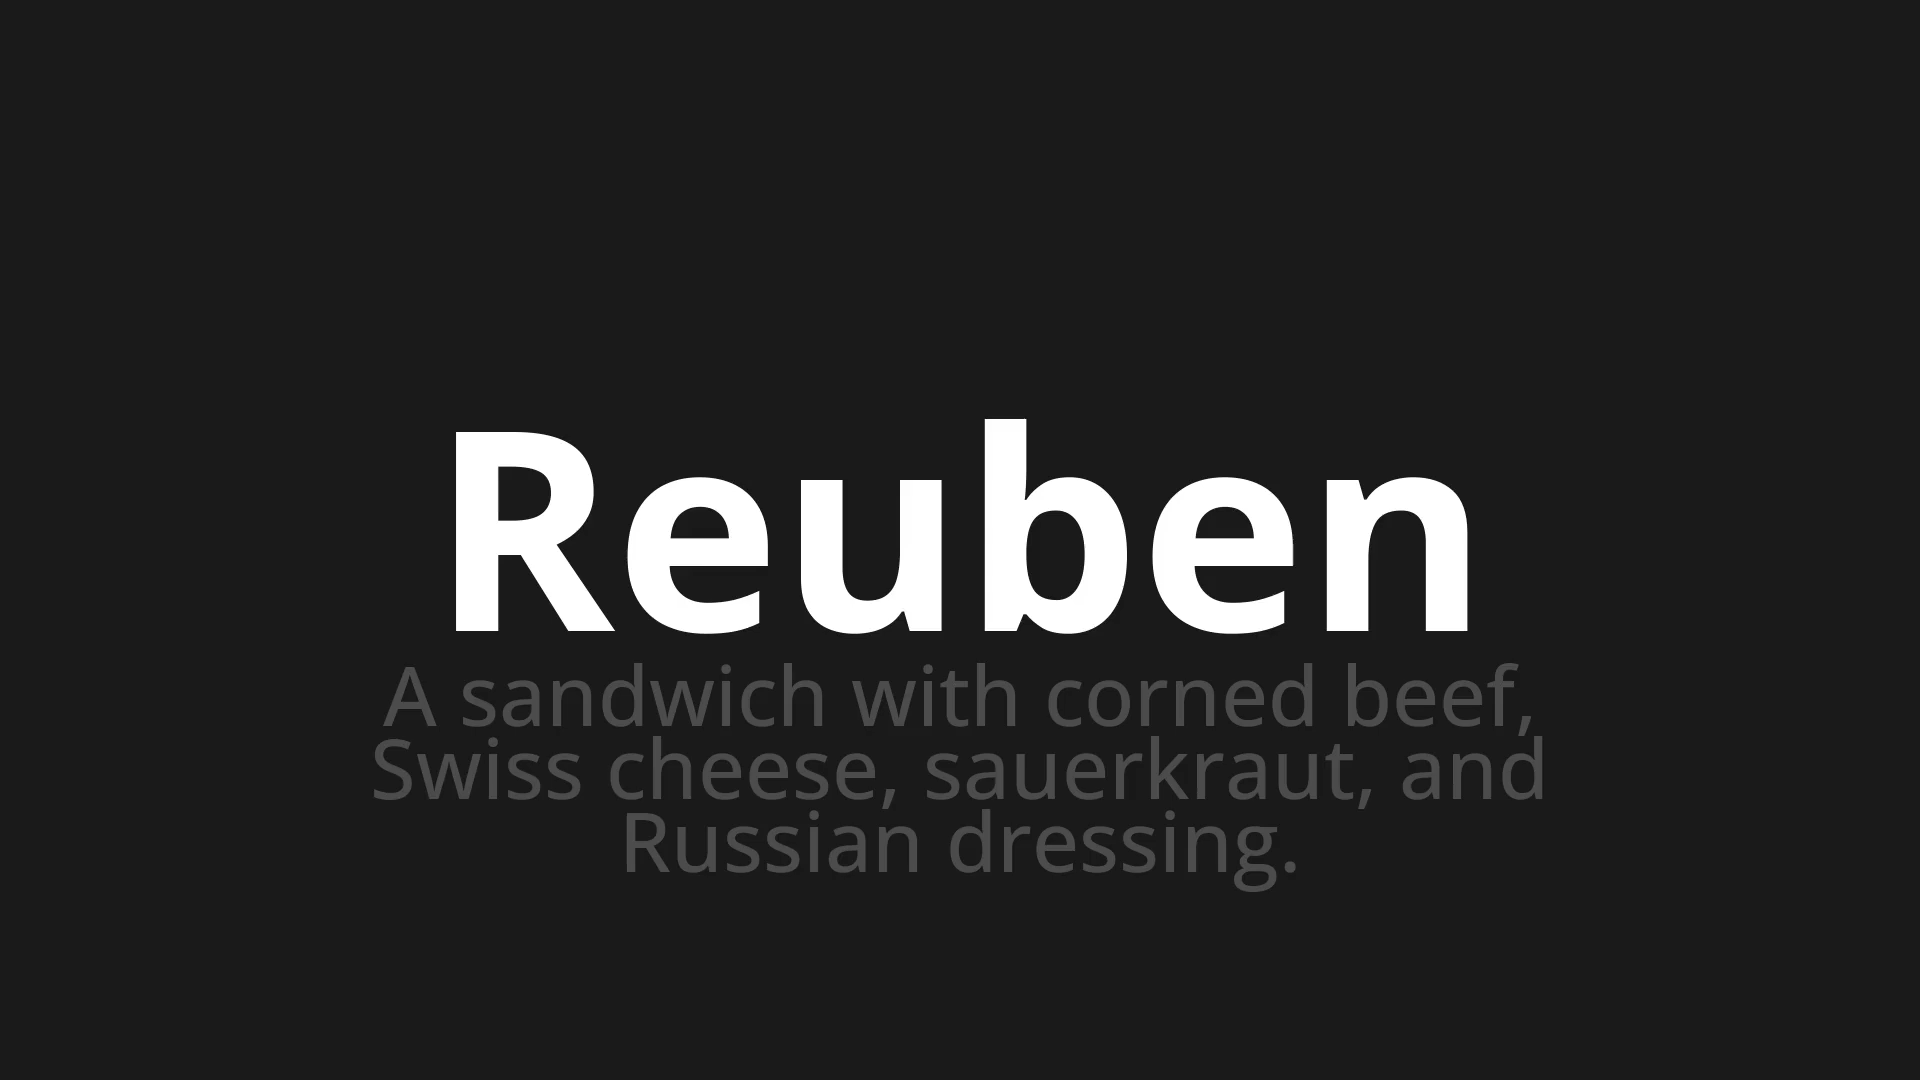 Reuben
A sandwich with corned beef,
Swiss cheese, sauerkraut, and
Russian dressing.